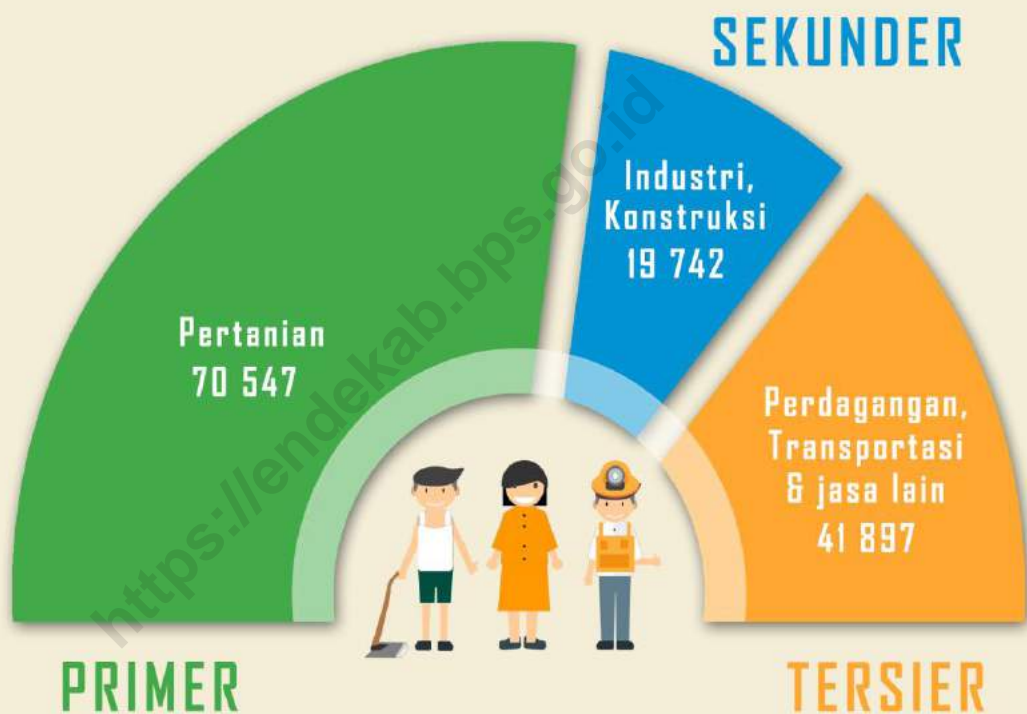 SEKUNDER
Industri,
Konstruksi
19 742
Pertanian
70 547
Perdagangan,
Transportasi
& jasa lain
41 897
PRIMER
TERSIER
https://endekab.bps.go.id